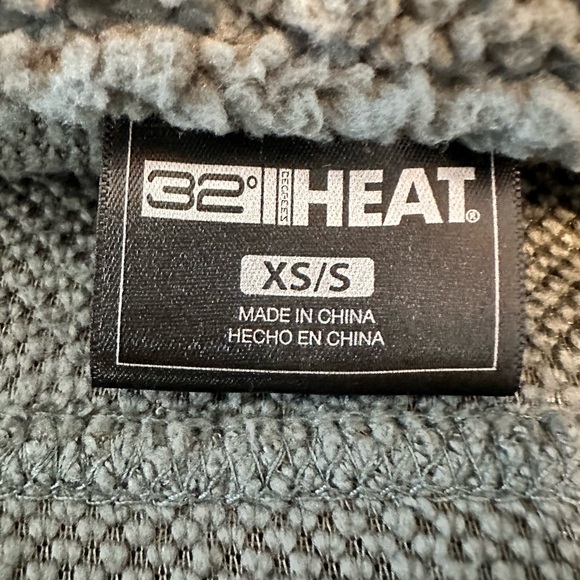 32° DEGREES HEAT®
XS/S
MADE IN CHINA
HECHO EN CHINA